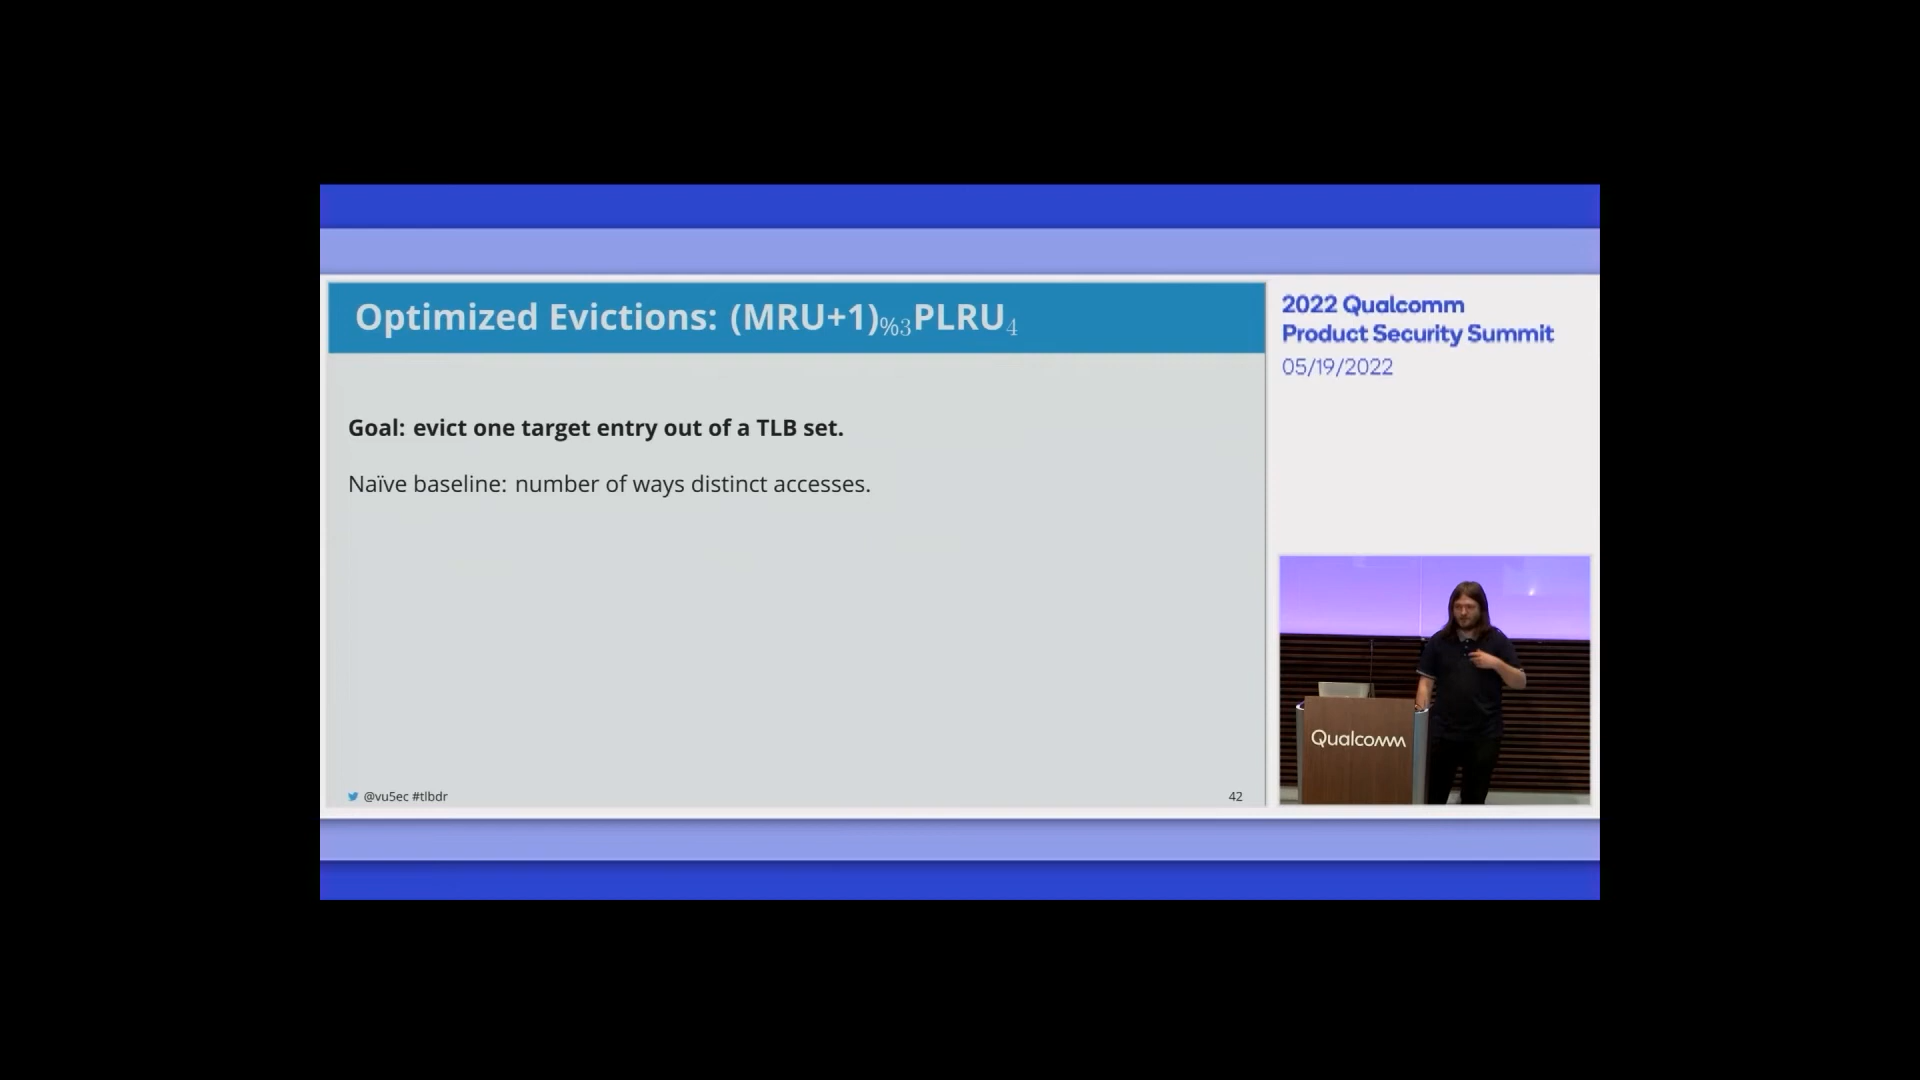 Optimized Evictions: (MRU+1)%3PLRU4
Goal: evict one target entry out of a TLB set.
Naïve baseline: number of ways distinct accesses.
@vu5ec #tlbdr
42
2022 Qualcomm
Product Security Summit
05/19/2022
Qualcomm